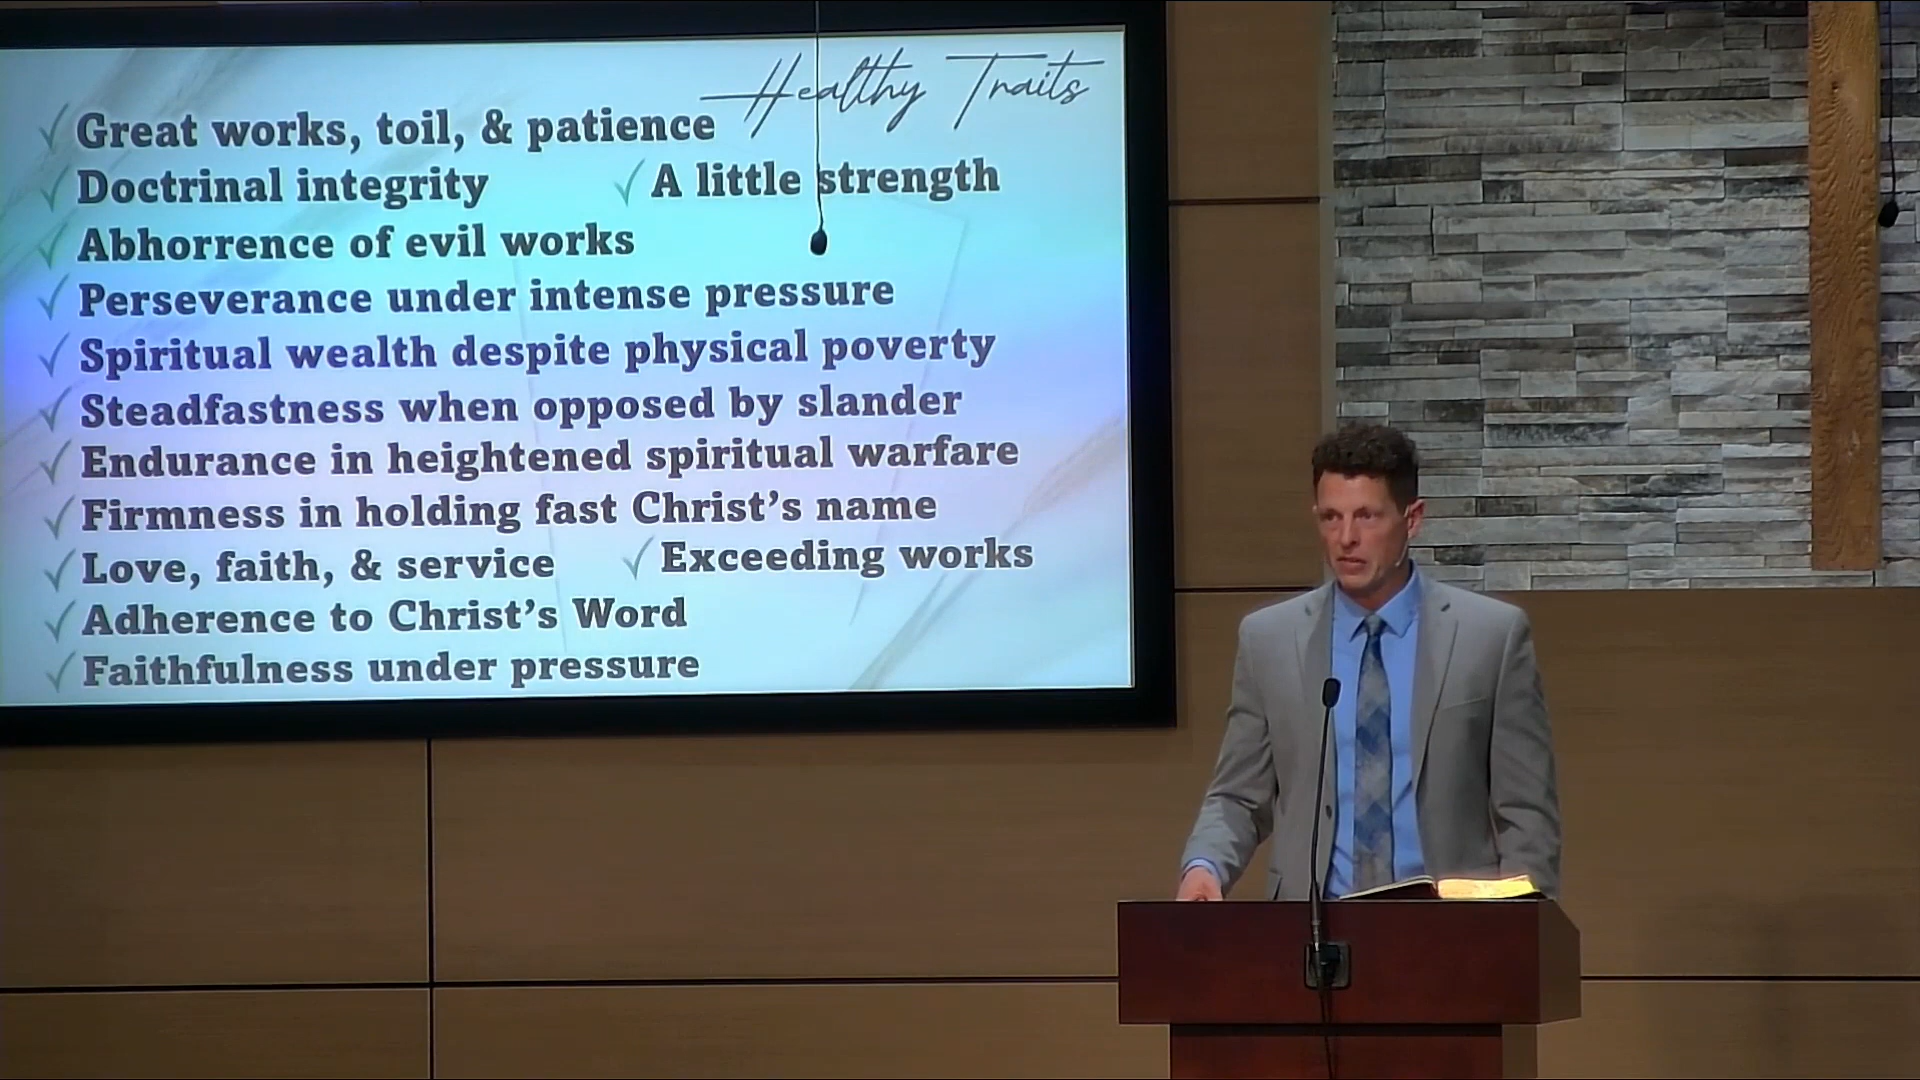 Healthy Traits
✓ Great works, toil, & patience
✓ Doctrinal integrity ✓ A little strength
✓ Abhorrence of evil works
✓ Perseverance under intense pressure
✓ Spiritual wealth despite physical poverty
✓ Steadfastness when opposed by slander
✓ Endurance in heightened spiritual warfare
✓ Firmness in holding fast Christ’s name
✓ Love, faith, & service ✓ Exceeding works
✓ Adherence to Christ’s Word
✓ Faithfulness under pressure